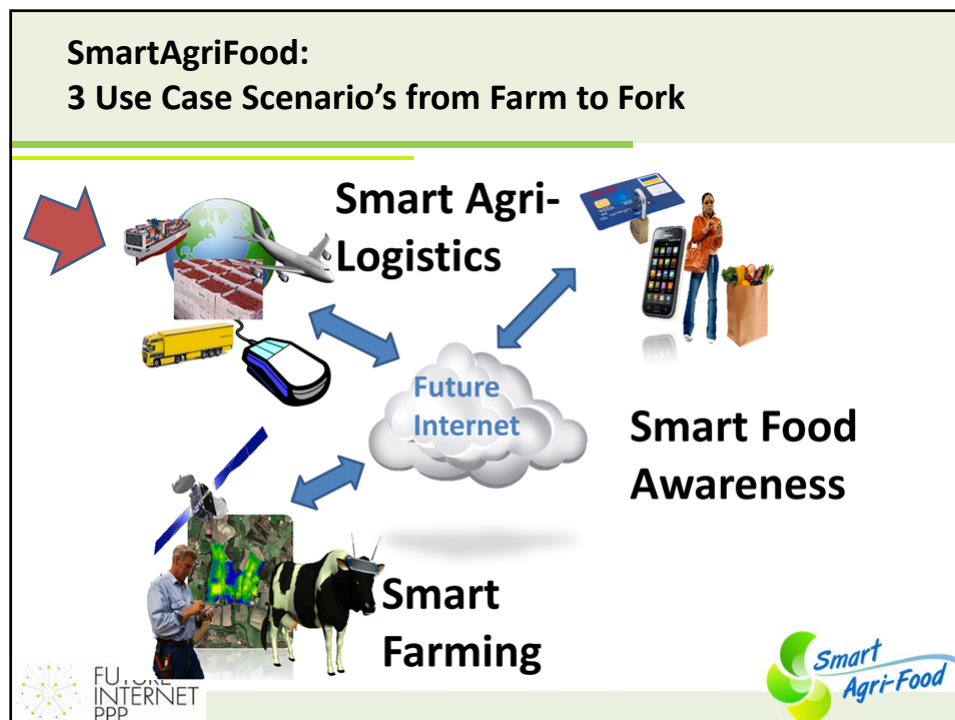 SmartAgriFood:
3 Use Case Scenario's from Farm to Fork
Smart Agri-
Logistics
Future
Internet
Smart Food
Awareness
Smart
Farming
FUTURE
INTERNET
PPP
Smart
Agri-Food